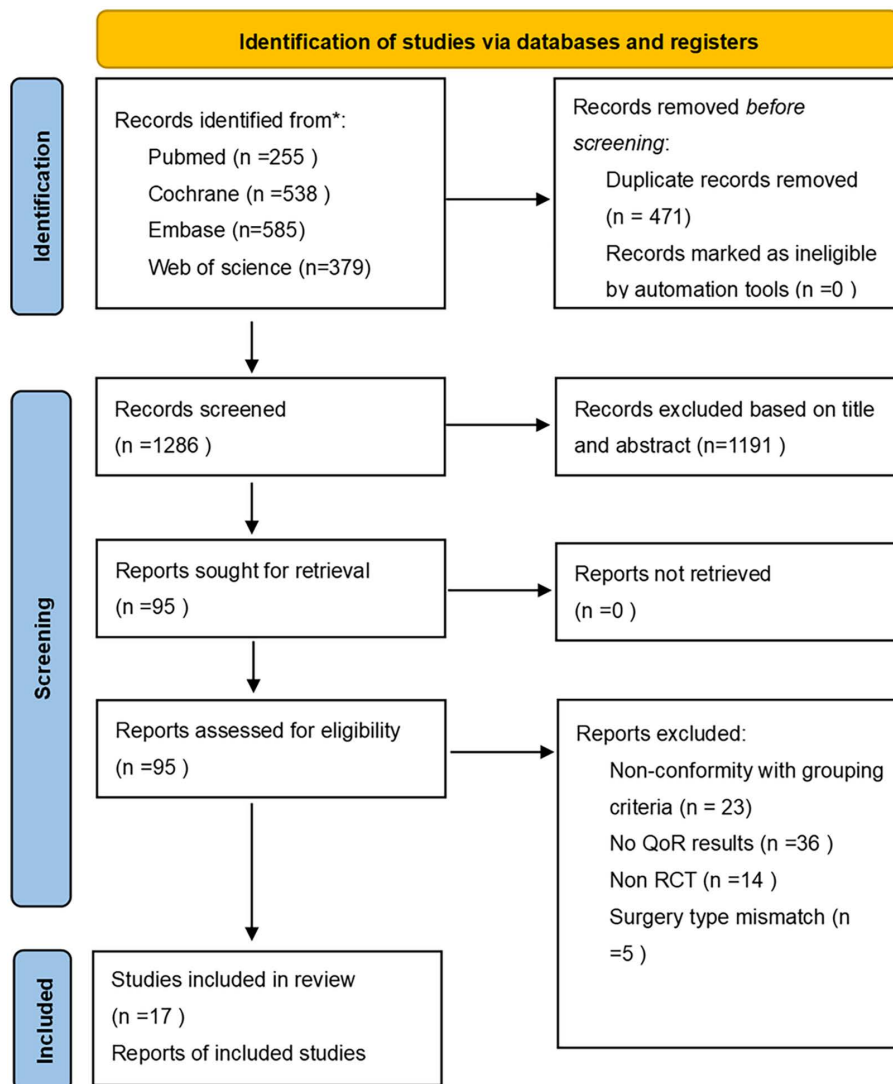 Identification of studies via databases and registers
Identification
Records identified from*:
Pubmed (n =255 )
Cochrane (n =538 )
Embase (n=585)
Web of science (n=379)
Records removed before
screening:
Duplicate records removed
(n = 471)
Records marked as ineligible
by automation tools (n =0 )
Screening
Records screened
(n =1286 )
Records excluded based on title
and abstract (n=1191 )
Reports sought for retrieval
(n =95 )
Reports not retrieved
(n =0 )
Reports assessed for eligibility
(n =95 )
Reports excluded:
Non-conformity with grouping
criteria (n = 23)
No QoR results (n =36 )
Non RCT (n =14 )
Surgery type mismatch (n
=5 )
Included
Studies included in review
(n =17 )
Reports of included studies